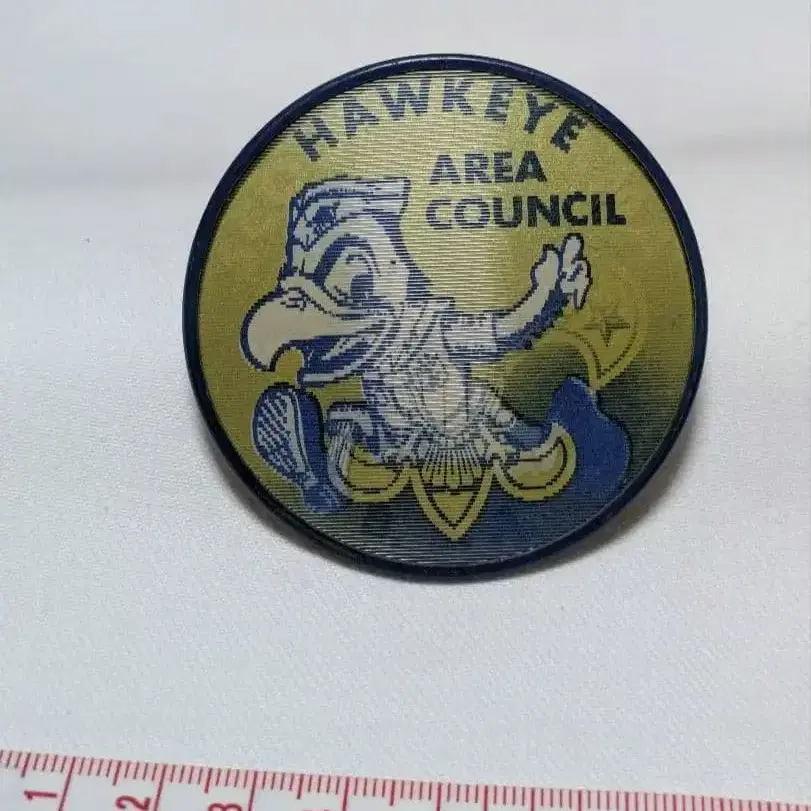 HAWKEYE
AREA
COUNCIL
1
2
3